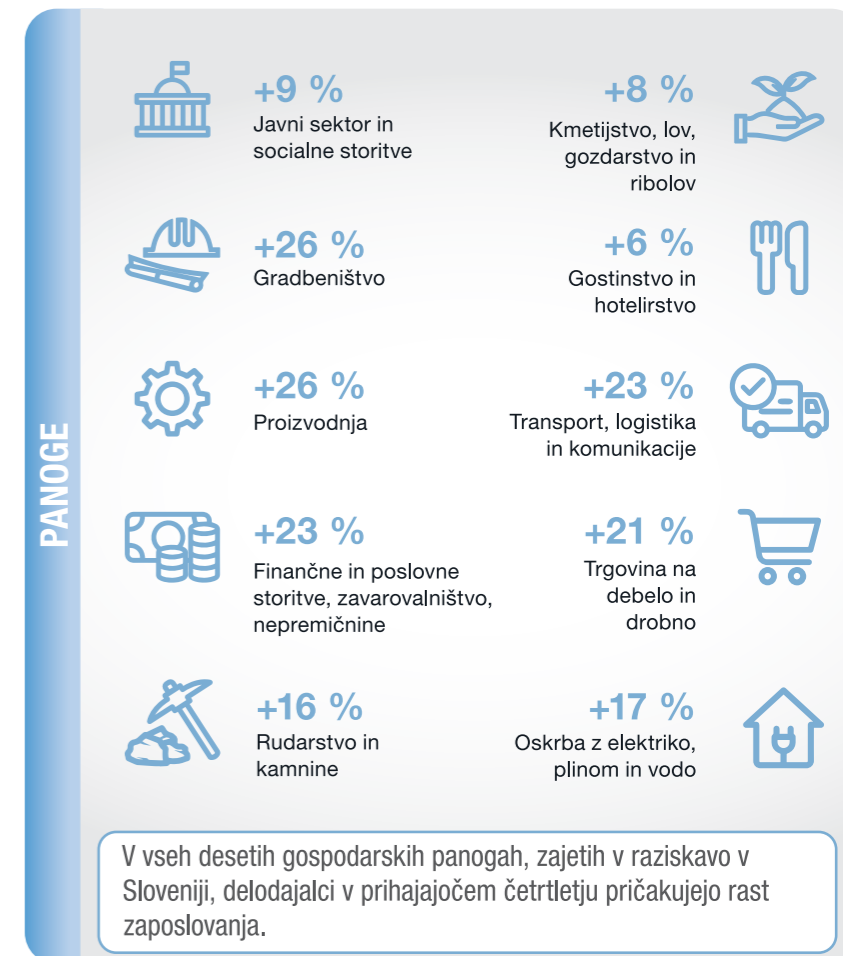 PANOGE
+9 %
Javni sektor in
socialne storitve
+8 %
Kmetijstvo, lov,
gozdarstvo in
ribolov
+26 %
Gradbeništvo
+6 %
Gostinstvo in
hotelirstvo
+26 %
Proizvodnja
+23 %
Transport, logistika
in komunikacije
+23 %
Finančne in poslovne
storitve, zavarovalništvo,
nepremičnine
+21 %
Trgovina na
debelo in
drobno
+16 %
Rudarstvo in
kamnine
+17 %
Oskrba z elektriko,
plinom in vodo
V vseh desetih gospodarskih panogah, zajetih v raziskavo v
Sloveniji, delodajalci v prihajajočem četrtletju pričakujejo rast
zaposlovanja.